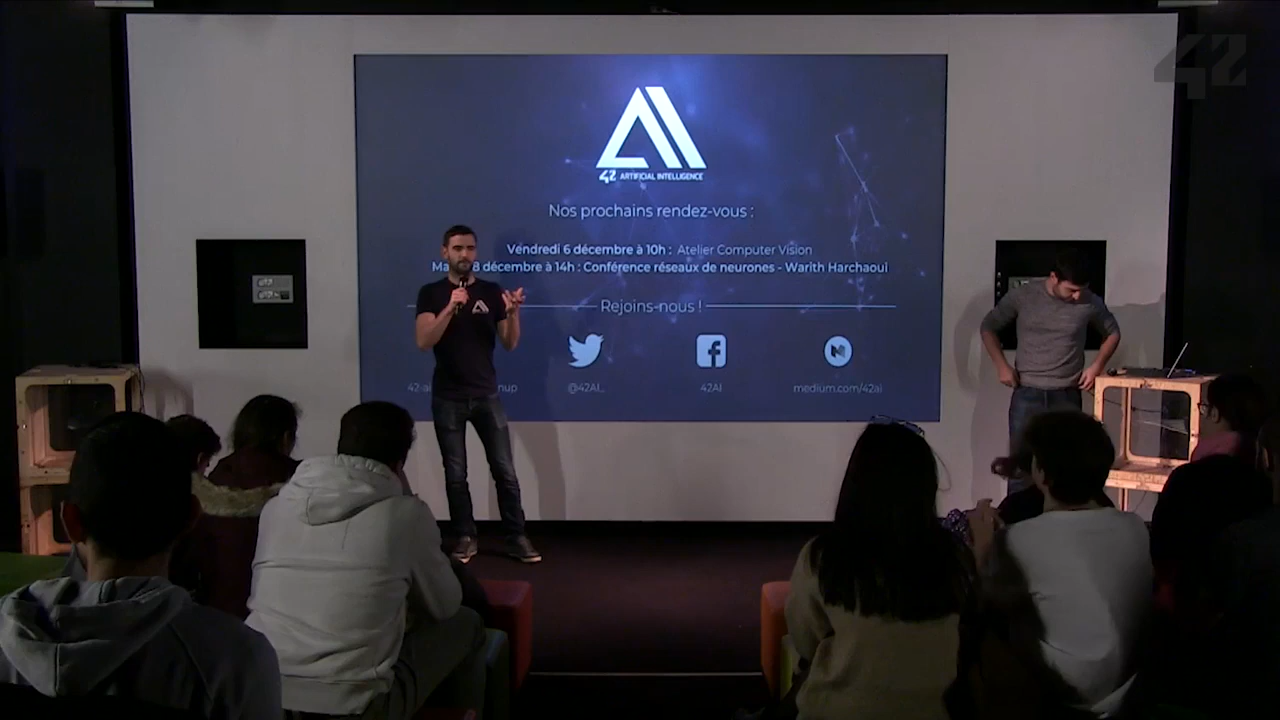 42
42 ARTIFICIAL INTELLIGENCE
Nos prochains rendez-vous :
Vendredi 6 décembre à 10h : Atelier Computer Vision
8 décembre à 14h : Conférence réseaux de neurones - Warith Harchaoui
Rejoins-nous !
@42AI_
42AI
medium.com/42ai